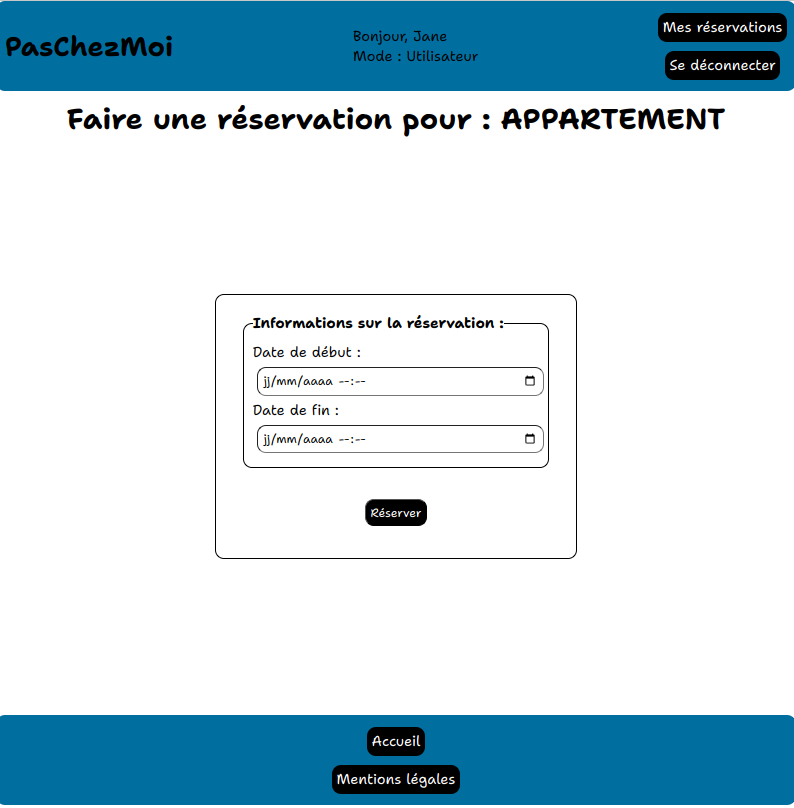 PasChezMoi
Bonjour, Jane
Mode : Utilisateur
Mes réservations
Se déconnecter
Faire une réservation pour : APPARTEMENT
Informations sur la réservation :
Date de début :
jj/mm/aaaa --:--
Date de fin :
jj/mm/aaaa --:--
Réserver
Accueil
Mentions légales